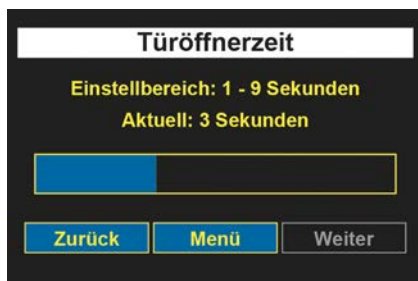 Türöffnerzeit
Einstellbereich: 1 - 9 Sekunden
Aktuell: 3 Sekunden
Zurück Menü Weiter